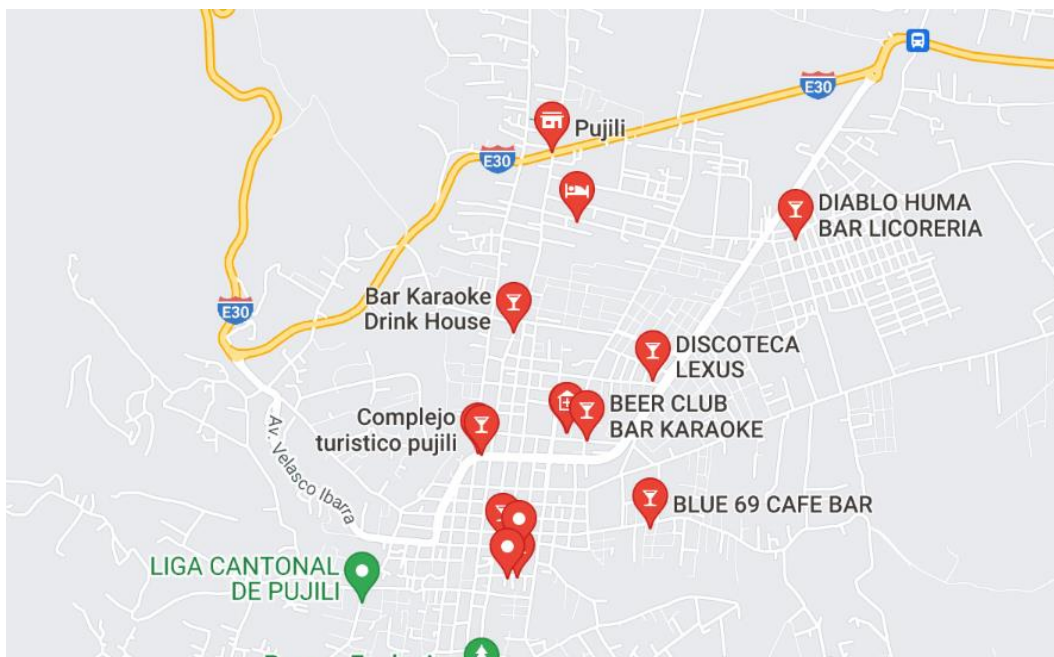 E30
Pujili
E30
DIABLO HUMA
BAR LICORERIA
Bar Karaoke
Drink House
E30
DISCOTECA
LEXUS
BEER CLUB
BAR KARAOKE
Complejo
turistico pujili
Av. Velasco Ibarra
BLUE 69 CAFE BAR
LIGA CANTONAL
DE PUJILI